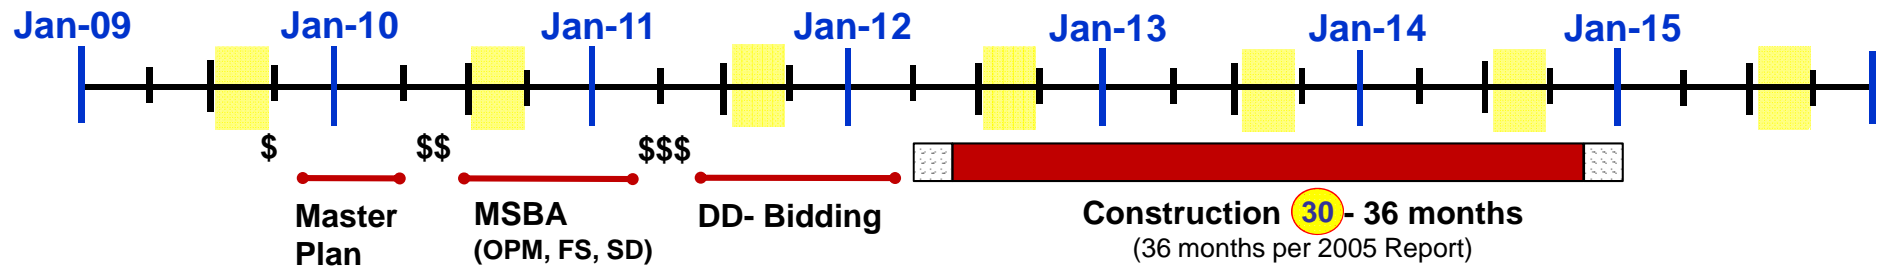 Jan-09 Jan-10 Jan-11 Jan-12 Jan-13 Jan-14 Jan-15
$ $$ $$$
Master
Plan
MSBA
(OPM, FS, SD)
DD- Bidding
Construction 30 - 36 months
(36 months per 2005 Report)